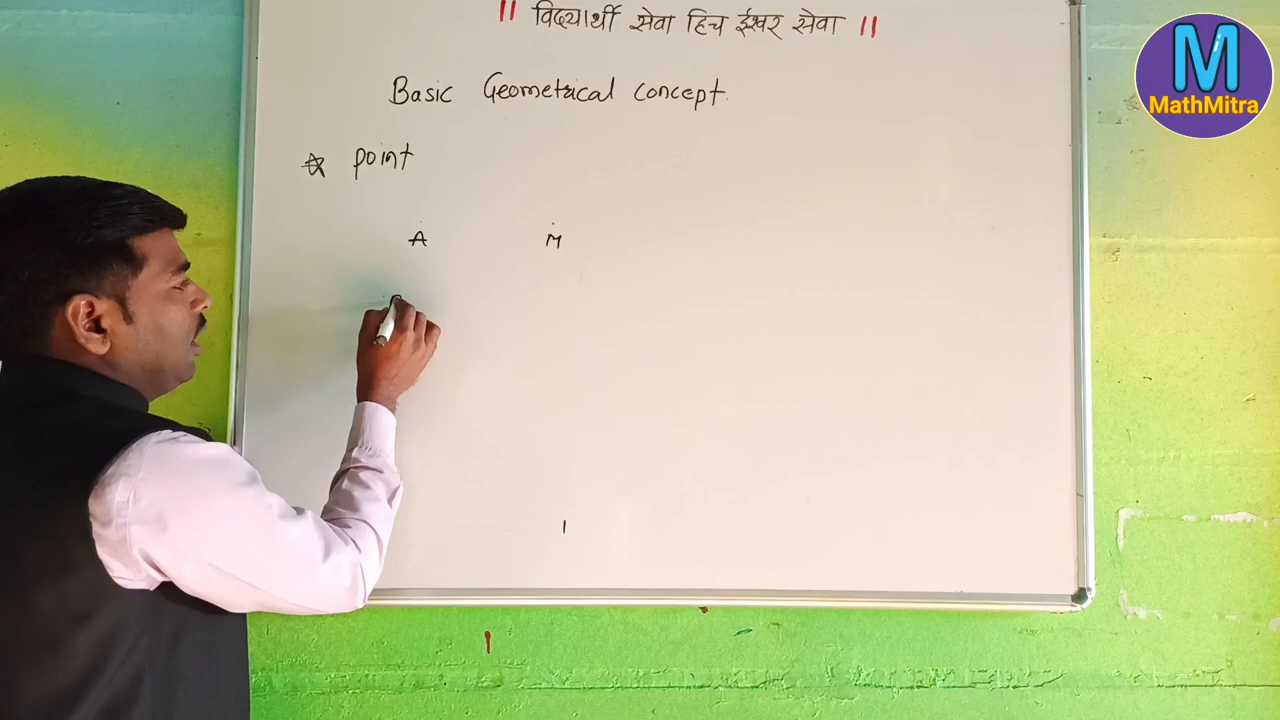 || विद्यार्थी सेवा हिच ईश्वर सेवा ||
M
MathMitra
Basic Geometrical concept.
☆ point
A M